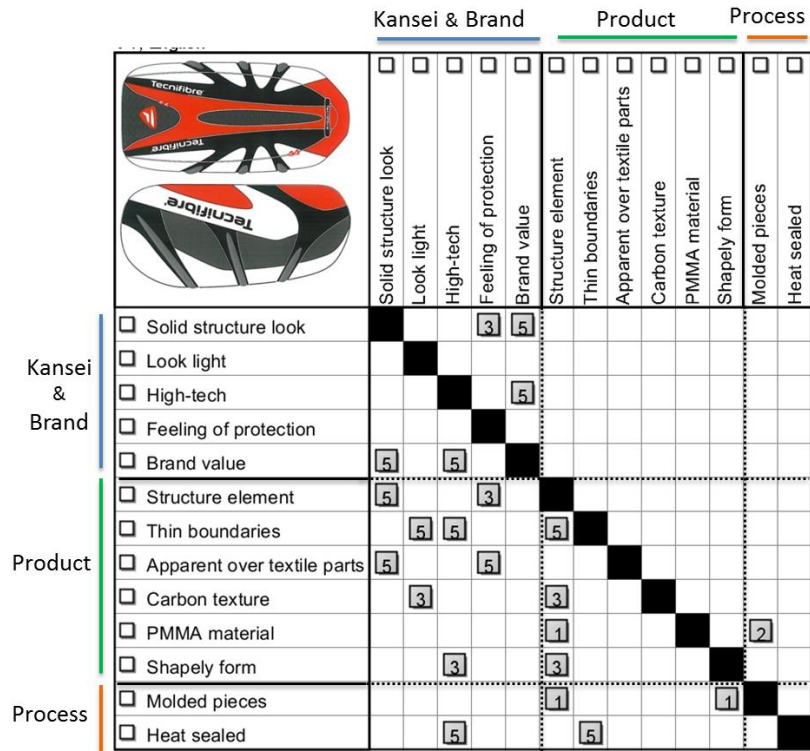 Kansei & Brand
Product
Process
English
Tecnifibre
Tecnifibre
Tecnifibre
Solid structure look
Look light
High-tech
Feeling of protection
Brand value
Structure element
Thin boundaries
Apparent over textile parts
Carbon texture
PMMA material
Shapely form
Molded pieces
Heat sealed
Kansei
&
Brand
Solid structure look 3 5
Look light
High-tech 5
Feeling of protection
Brand value 5 5
Product
Structure element 5 3
Thin boundaries 5 5 5
Apparent over textile parts 5 5
Carbon texture 3 3
PMMA material 1 2
Shapely form 3 3
Process
Molded pieces 1 1
Heat sealed 5 5